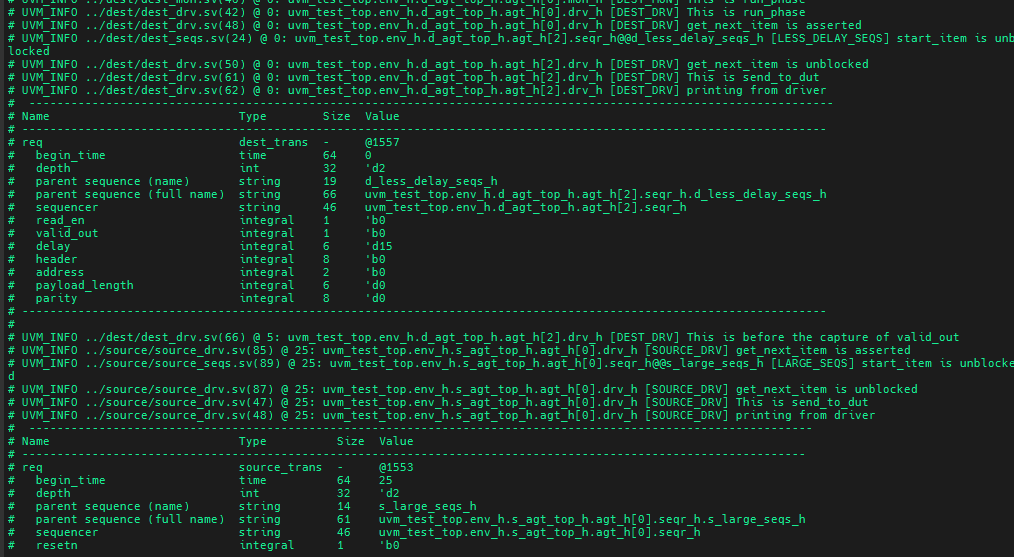 # UVM_INFO ../dest/dest_mon.sv(40) @ 0: uvm_test_top.env_h.d_agt_top_h.agt_h[0].mon_h [DEST_MON] This is run_phase
# UVM_INFO ../dest/dest_drv.sv(42) @ 0: uvm_test_top.env_h.d_agt_top_h.agt_h[0].drv_h [DEST_DRV] This is run_phase
# UVM_INFO ../dest/dest_drv.sv(48) @ 0: uvm_test_top.env_h.d_agt_top_h.agt_h[0].drv_h [DEST_DRV] get_next_item is asserted
# UVM_INFO ../dest/dest_seqs.sv(24) @ 0: uvm_test_top.env_h.d_agt_top_h.agt_h[2].seqr_h@@d_less_delay_seqs_h [LESS_DELAY_SEQS] start_item is unb
locked
# UVM_INFO ../dest/dest_drv.sv(50) @ 0: uvm_test_top.env_h.d_agt_top_h.agt_h[2].drv_h [DEST_DRV] get_next_item is unblocked
# UVM_INFO ../dest/dest_drv.sv(61) @ 0: uvm_test_top.env_h.d_agt_top_h.agt_h[2].drv_h [DEST_DRV] This is send_to_dut
# UVM_INFO ../dest/dest_drv.sv(62) @ 0: uvm_test_top.env_h.d_agt_top_h.agt_h[2].drv_h [DEST_DRV] printing from driver
#  ------------------------------------------------------------------------------------------------------------------
# Name                           Type        Size  Value
# ------------------------------------------------------------------------------------------------------------------
# req                            dest_trans  -     @1557
#   begin_time                   time        64    0
#   depth                        int         32    'd2
#   parent sequence (name)       string      19    d_less_delay_seqs_h
#   parent sequence (full name)  string      66    uvm_test_top.env_h.d_agt_top_h.agt_h[2].seqr_h.d_less_delay_seqs_h
#   sequencer                    string      46    uvm_test_top.env_h.d_agt_top_h.agt_h[2].seqr_h
#   read_en                      integral    1     'b0
#   valid_out                    integral    1     'b0
#   delay                        integral    6     'd15
#   header                       integral    8     'b0
#   address                      integral    2     'b0
#   payload_length               integral    6     'd0
#   parity                       integral    8     'b0
# ------------------------------------------------------------------------------------------------------------------
#
# UVM_INFO ../dest/dest_drv.sv(66) @ 5: uvm_test_top.env_h.d_agt_top_h.agt_h[2].drv_h [DEST_DRV] This is before the capture of valid_out
# UVM_INFO ../source/source_drv.sv(85) @ 25: uvm_test_top.env_h.s_agt_top_h.agt_h[0].drv_h [SOURCE_DRV] get_next_item is asserted
# UVM_INFO ../source/source_seqs.sv(89) @ 25: uvm_test_top.env_h.s_agt_top_h.agt_h[0].seqr_h@@s_large_seqs_h [LARGE_SEQS] start_item is unblocke
d
# UVM_INFO ../source/source_drv.sv(87) @ 25: uvm_test_top.env_h.s_agt_top_h.agt_h[0].drv_h [SOURCE_DRV] get_next_item is unblocked
# UVM_INFO ../source/source_drv.sv(47) @ 25: uvm_test_top.env_h.s_agt_top_h.agt_h[0].drv_h [SOURCE_DRV] This is send_to_dut
# UVM_INFO ../source/source_drv.sv(48) @ 25: uvm_test_top.env_h.s_agt_top_h.agt_h[0].drv_h [SOURCE_DRV] printing from driver
#  ---------------------------------------------------------------------------------------------------------------
# Name                           Type          Size  Value
# ---------------------------------------------------------------------------------------------------------------
# req                            source_trans  -     @1553
#   begin_time                   time          64    25
#   depth                        int           32    'd2
#   parent sequence (name)       string        14    s_large_seqs_h
#   parent sequence (full name)  string        61    uvm_test_top.env_h.s_agt_top_h.agt_h[0].seqr_h.s_large_seqs_h
#   sequencer                    string        46    uvm_test_top.env_h.s_agt_top_h.agt_h[0].seqr_h
#   resetn                       integral      1     'b0